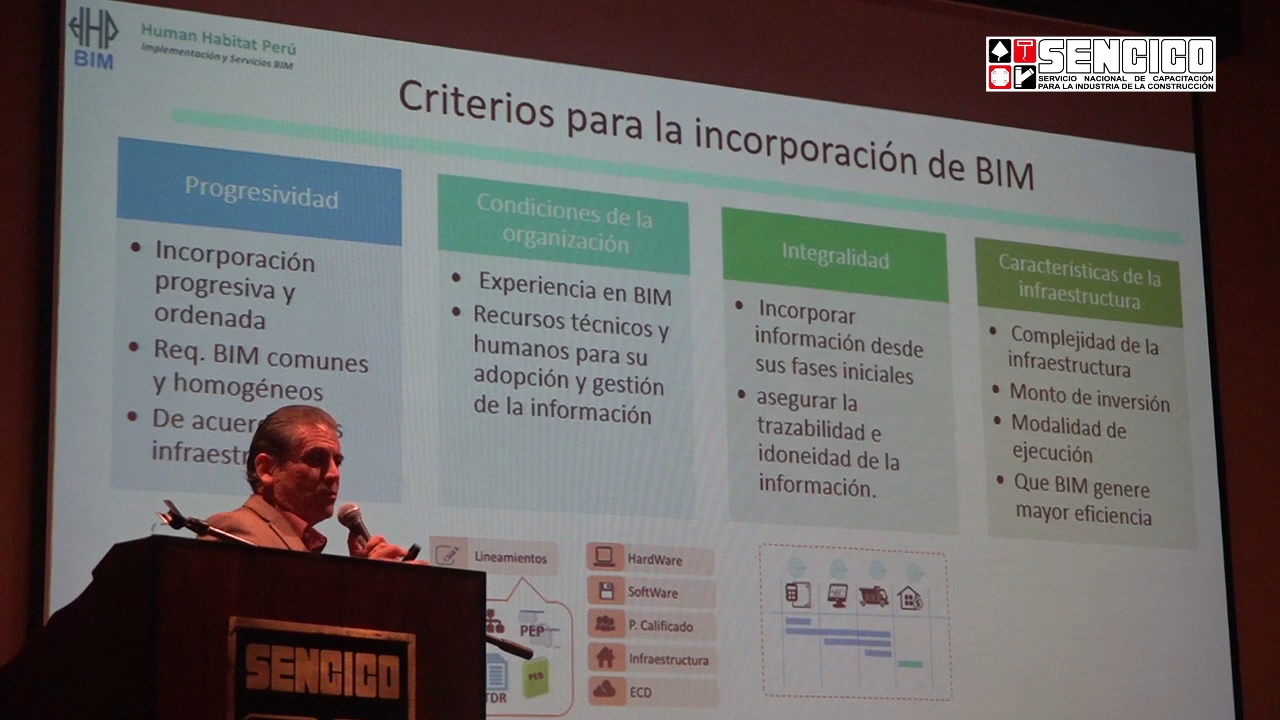 HHP
BIM
Human Habitat Perú
Implementación y Servicios BIM
SENCICO
SERVICIO NACIONAL DE CAPACITACIÓN
PARA LA INDUSTRIA DE LA CONSTRUCCIÓN
Criterios para la incorporación de BIM
Progresividad
• Incorporación
progresiva y
ordenada
• Req. BIM comunes
y homogéneos
• De
Condiciones de la
organización
• Experiencia en BIM
• Recursos técnicos y
humanos para su
adopción y gestión
de la información
Integralidad
• Incorporar
información desde
sus fases iniciales
• asegurar la
trazabilidad e
idoneidad de la
información.
Características de la
infraestructura
• Complejidad de la
infraestructura
• Monto de inversión
• Modalidad de
ejecución
• Que BIM genere
mayor eficiencia
Lineamientos
PEP
TDR
PEB
HardWare
SoftWare
P. Calificado
Infraestructura
ECD
SENCICO